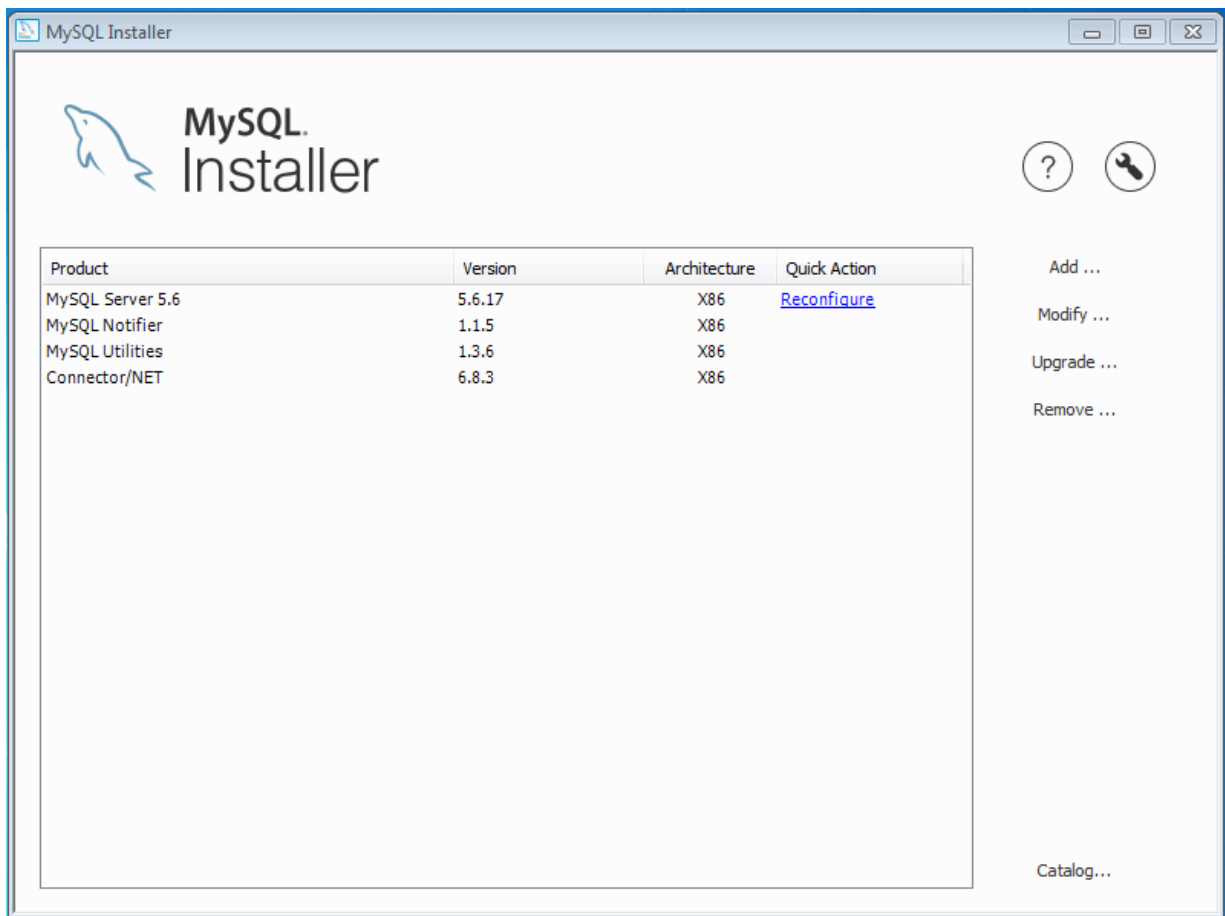 MySQL Installer
MySQL.
Installer
?
Product Version Architecture Quick Action
MySQL Server 5.6 5.6.17 X86 Reconfigure
MySQL Notifier 1.1.5 X86
MySQL Utilities 1.3.6 X86
Connector/NET 6.8.3 X86
Add ...
Modify ...
Upgrade ...
Remove ...
Catalog...